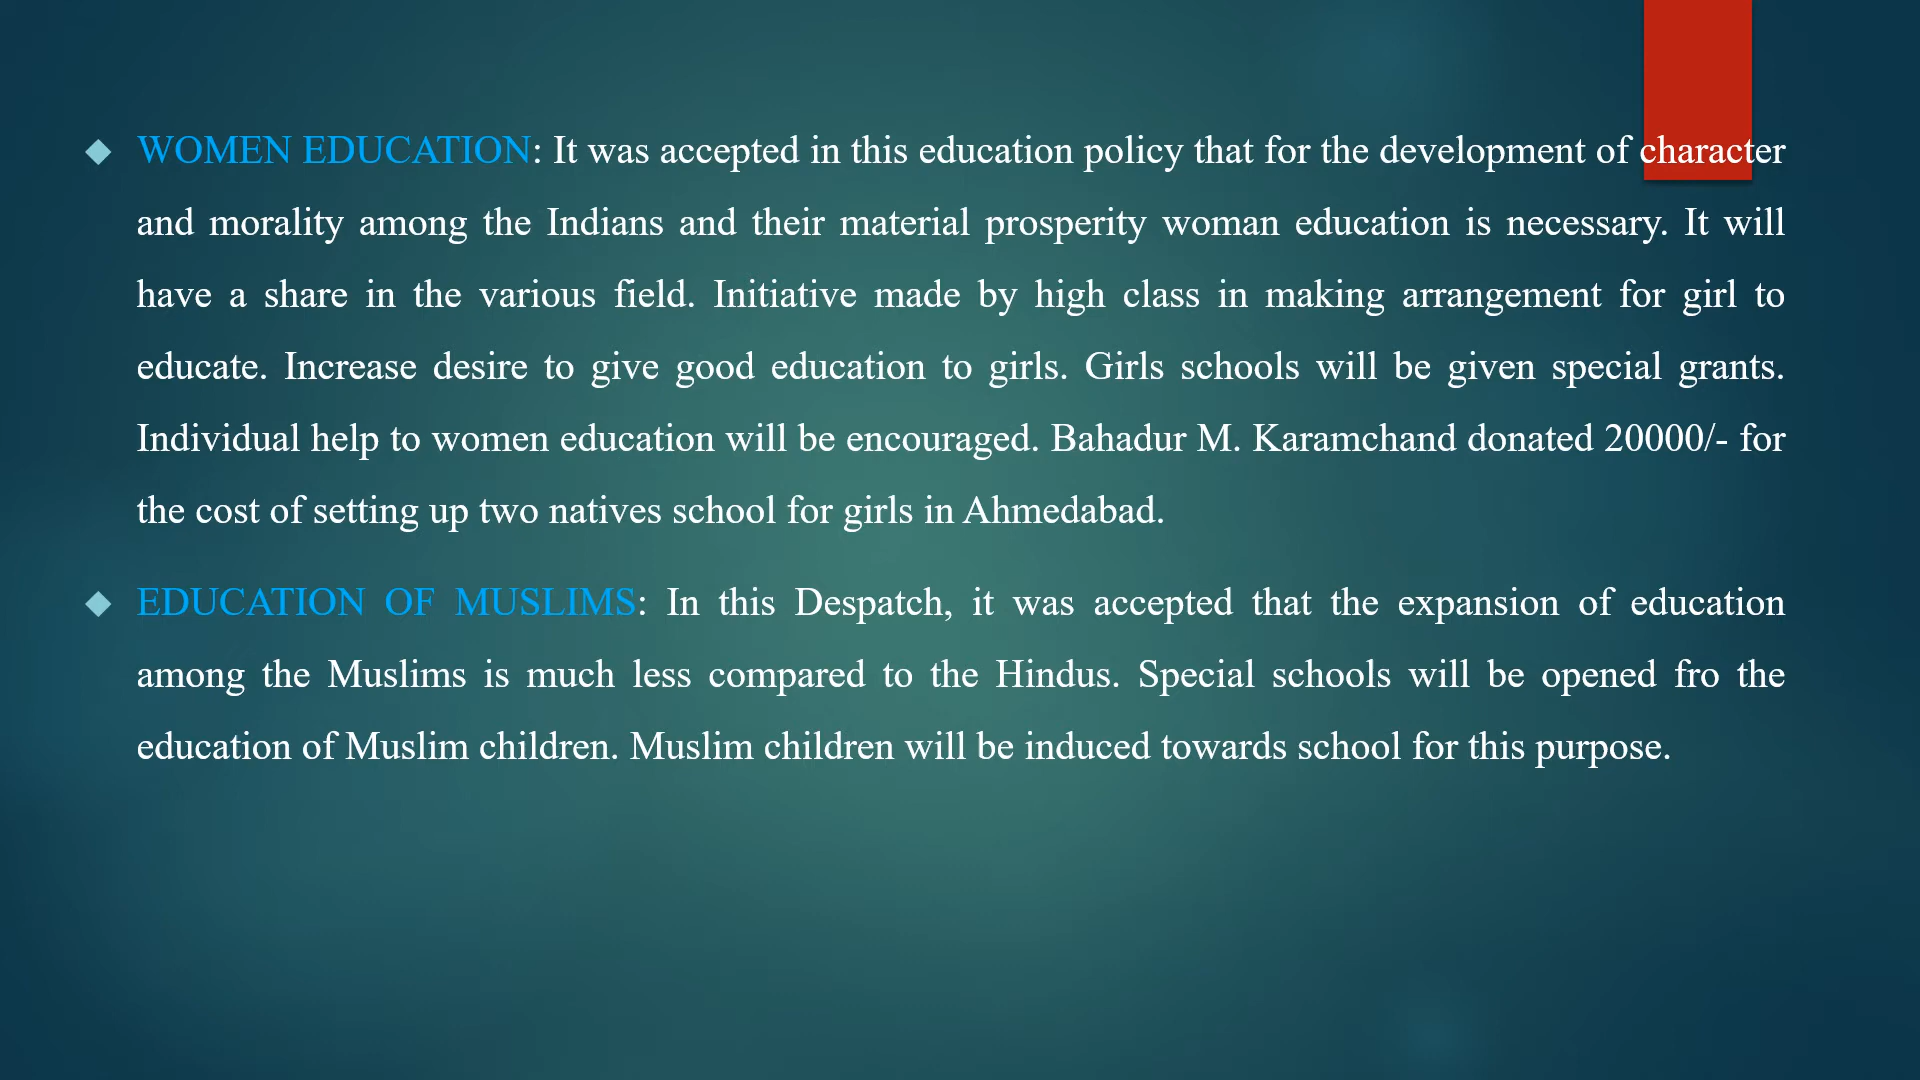 WOMEN EDUCATION: It was accepted in this education policy that for the development of character
and morality among the Indians and their material prosperity woman education is necessary. It will
have a share in the various field. Initiative made by high class in making arrangement for girl to
educate. Increase desire to give good education to girls. Girls schools will be given special grants.
Individual help to women education will be encouraged. Bahadur M. Karamchand donated 20000/- for
the cost of setting up two natives school for girls in Ahmedabad.
EDUCATION OF MUSLIMS: In this Despatch, it was accepted that the expansion of education
among the Muslims is much less compared to the Hindus. Special schools will be opened fro the
education of Muslim children. Muslim children will be induced towards school for this purpose.